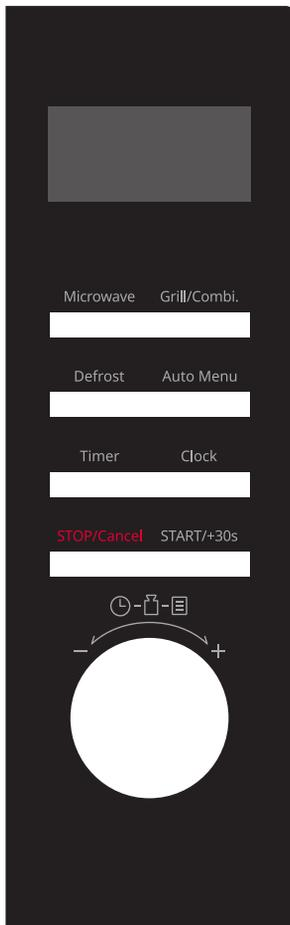 Microwave Grill/Combi.
Defrost Auto Menu
Timer Clock
STOP/Cancel START/+30s
- +